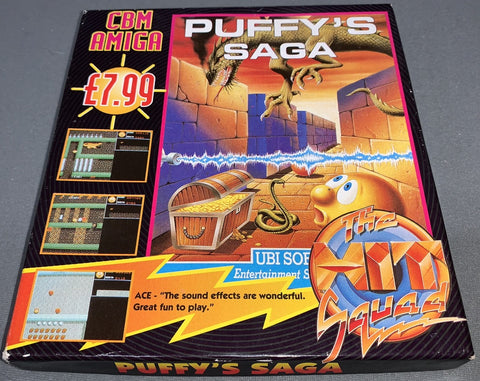 CBM
AMIGA
£7.99
PUFFY'S
SAGA
UBI SOF
Entertainment S
The
HIT
Squad
ACE - "The sound effects are wonderful.
Great fun to play."
PUFFY'S SAGA